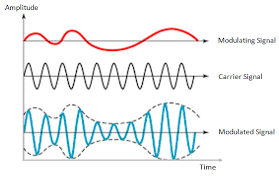 Amplitude
Modulating Signal
Carrier Signal
Modulated Signal
Time